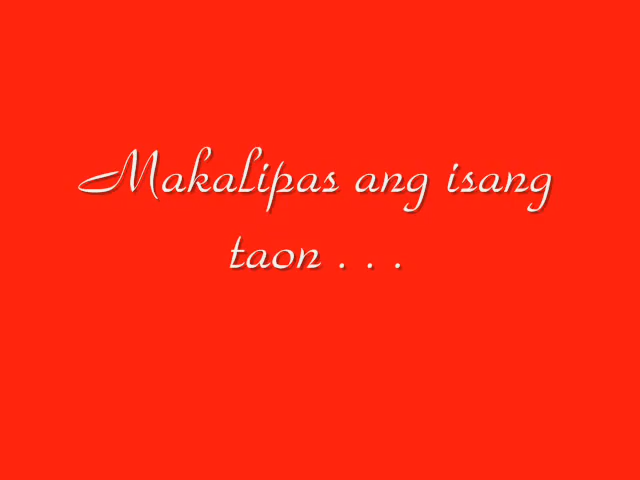 Makalipas ang isang
taon . . .